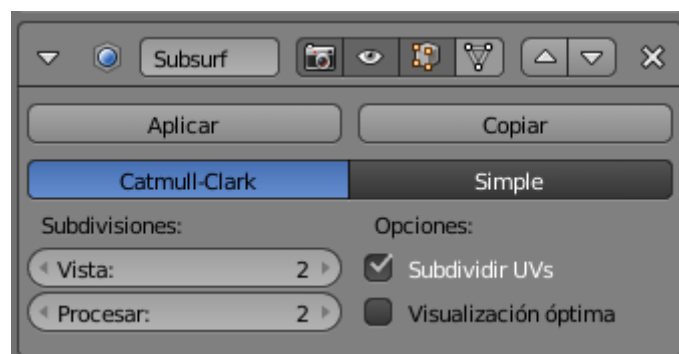 Subsurf
Aplicar Copiar
Catmull-Clark Simple
Subdivisiones: Opciones:
Vista: 2 Subdividir UVs
Procesar: 2 Visualización óptima